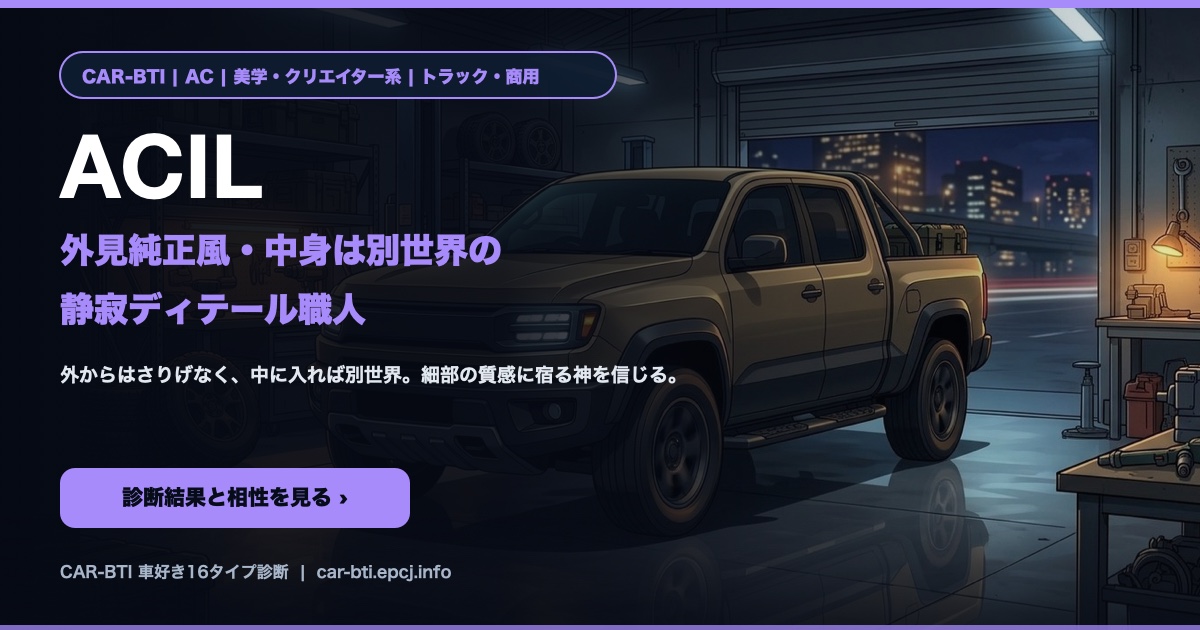 CAR-BTI | AC | 美学・クリエイター系 | トラック・商用
ACIL
外見純正風・中身は別世界の
静寂ディテール職人
外からはさりげなく、中に入れば別世界。細部の質感に宿る神を信じる。
診断結果と相性を見る ›
CAR-BTI 車好き16タイプ診断 | car-bti.epcj.info